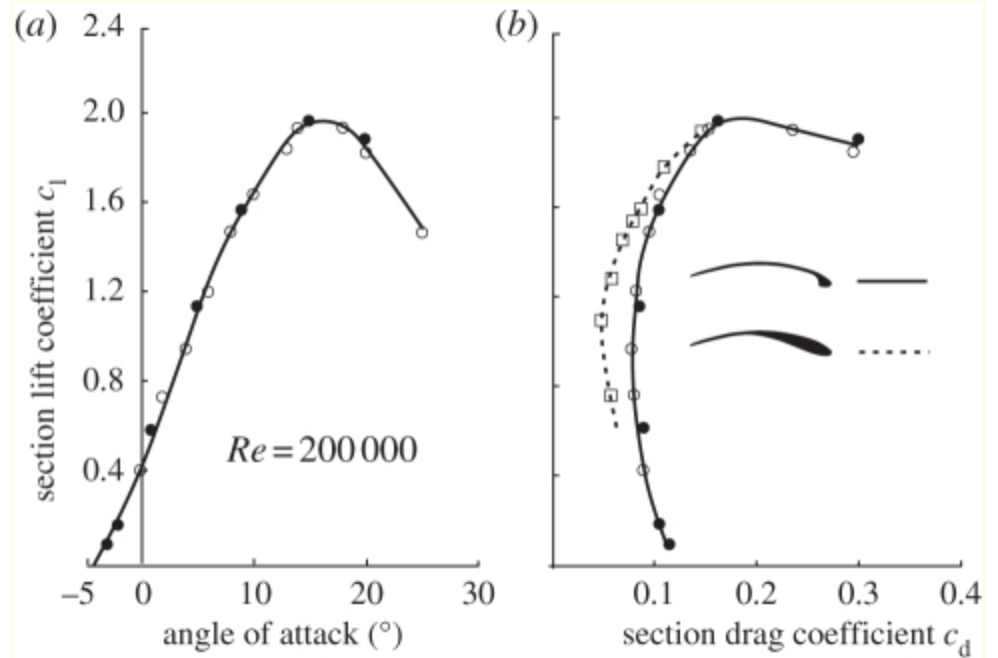 (a)
2.4
2.0
1.6
1.2
0.8
0.4
section lift coefficient c_l
Re = 200 000
−5 0 10 20 30
angle of attack (°)
(b)
0.1 0.2 0.3 0.4
section drag coefficient c_d